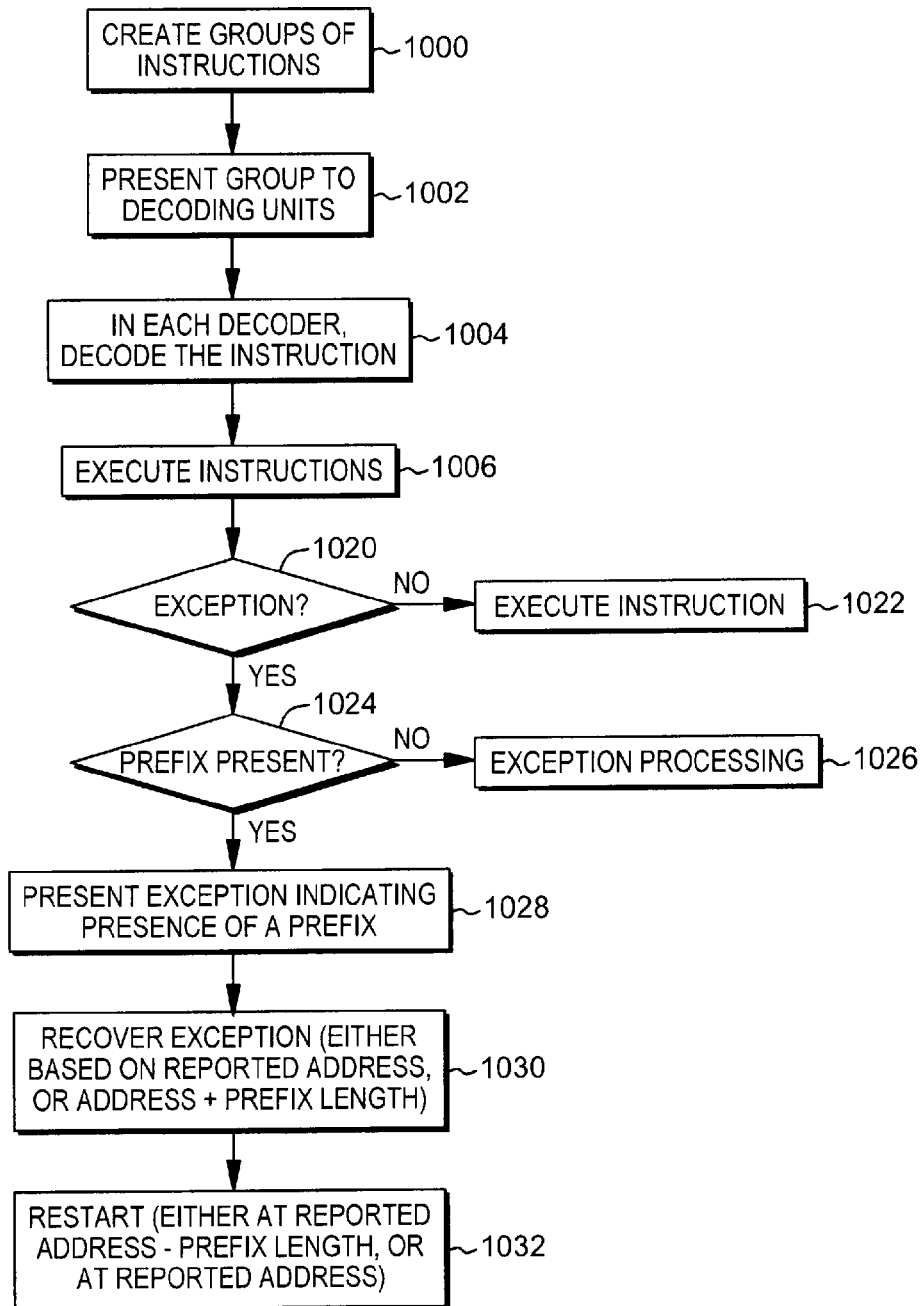 CREATE GROUPS OF
INSTRUCTIONS
1000
PRESENT GROUP TO
DECODING UNITS
1002
IN EACH DECODER,
DECODE THE INSTRUCTION
1004
EXECUTE INSTRUCTIONS
1006
1020
EXCEPTION?
NO
EXECUTE INSTRUCTION
1022
YES
1024
PREFIX PRESENT?
NO
EXCEPTION PROCESSING
1026
YES
PRESENT EXCEPTION INDICATING
PRESENCE OF A PREFIX
1028
RECOVER EXCEPTION (EITHER
BASED ON REPORTED ADDRESS,
OR ADDRESS + PREFIX LENGTH)
1030
RESTART (EITHER AT REPORTED
ADDRESS - PREFIX LENGTH, OR
AT REPORTED ADDRESS)
1032